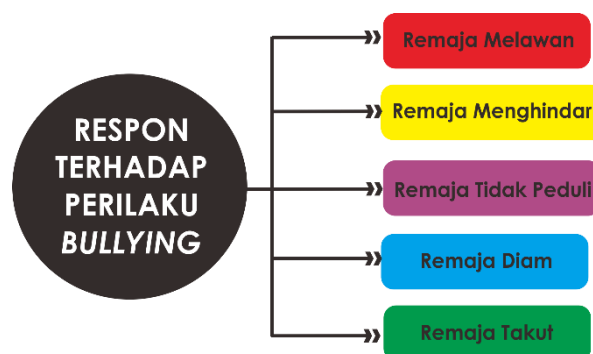 RESPON
TERHADAP
PERILAKU
BULLYING
Remaja Melawan
Remaja Menghindar
Remaja Tidak Peduli
Remaja Diam
Remaja Takut